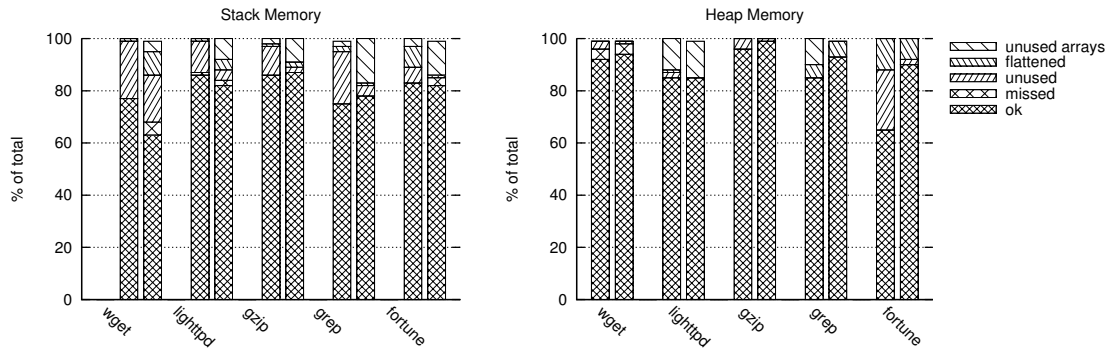 Stack Memory
% of total
100
80
60
40
20
0
wget
lighttpd
gzip
grep
fortune
Heap Memory
% of total
100
80
60
40
20
0
wget
lighttpd
gzip
grep
fortune
unused arrays
flattened
unused
missed
ok